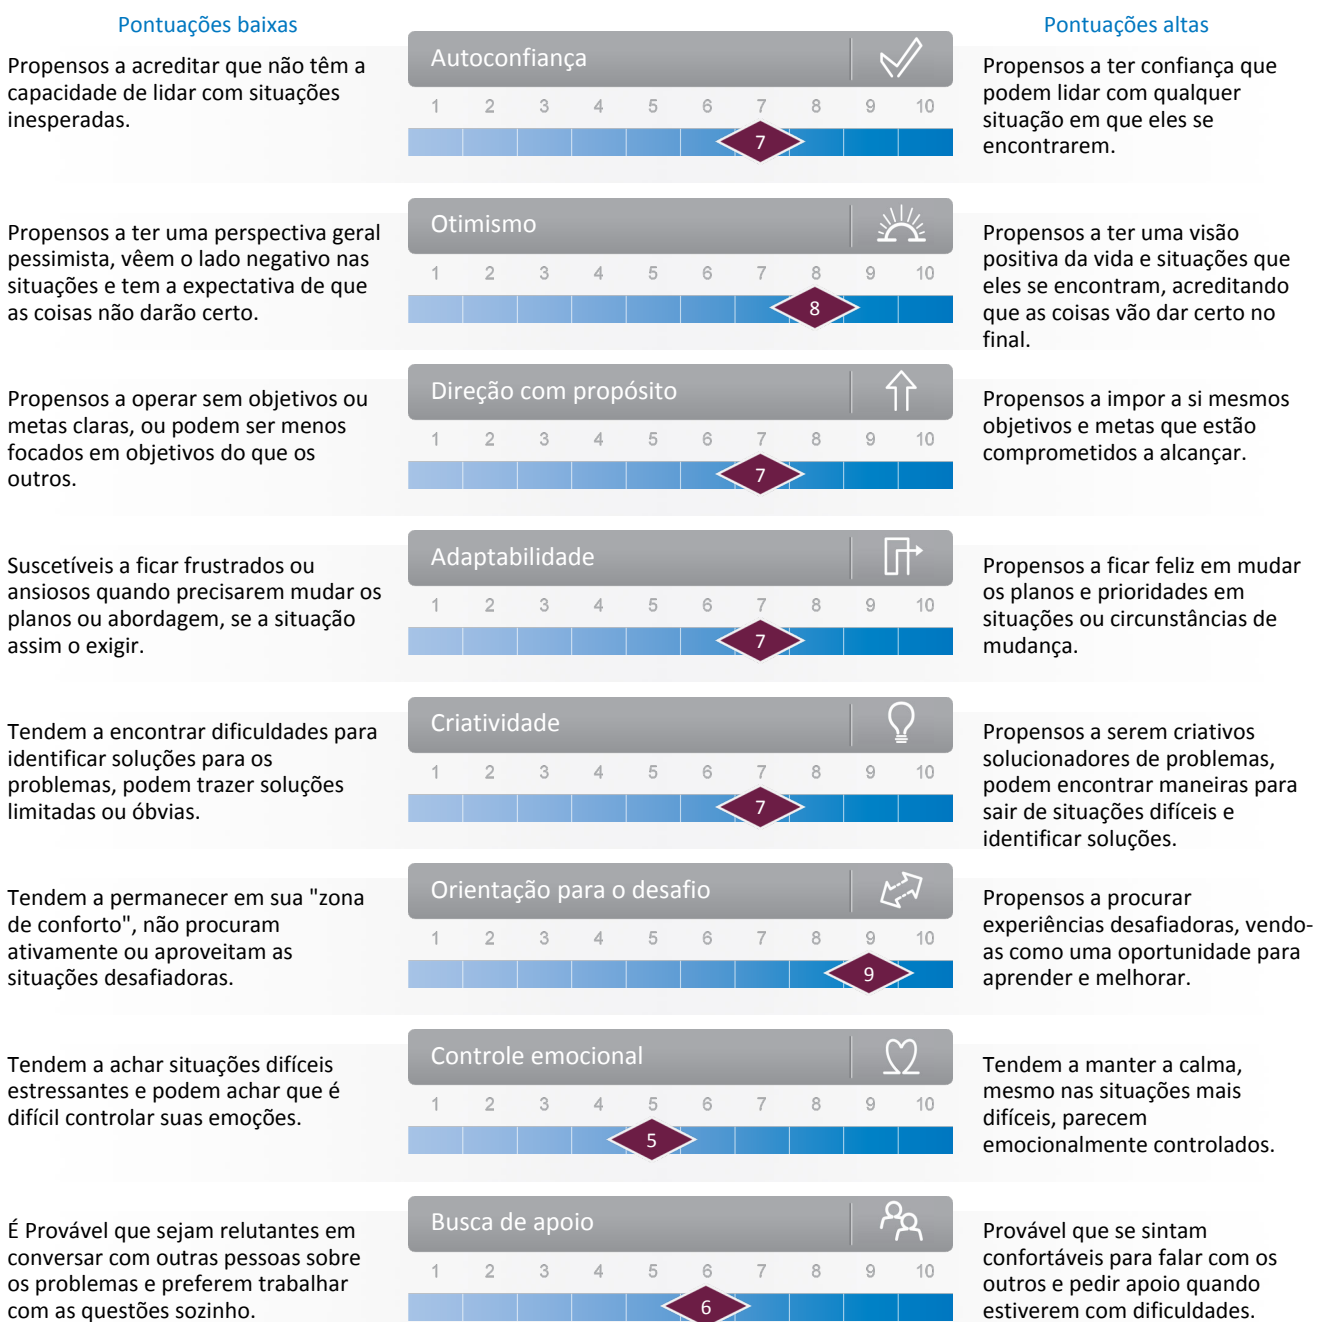 Pontuações baixas
Pontuações altas
Propensos a acreditar que não têm a
capacidade de lidar com situações
inesperadas.
Autoconfiança
1 2 3 4 5 6 7 8 9 10
7
Propensos a ter confiança que
podem lidar com qualquer
situação em que eles se
encontrarem.
Propensos a ter uma perspectiva geral
pessimista, vêem o lado negativo nas
situações e tem a expectativa de que
as coisas não darão certo.
Otimismo
1 2 3 4 5 6 7 8 9 10
8
Propensos a ter uma visão
positiva da vida e situações que
eles se encontram, acreditando
que as coisas vão dar certo no
final.
Propensos a operar sem objetivos ou
metas claras, ou podem ser menos
focados em objetivos do que os
outros.
Direção com propósito
1 2 3 4 5 6 7 8 9 10
7
Propensos a impor a si mesmos
objetivos e metas que estão
comprometidos a alcançar.
Suscetíveis a ficar frustrados ou
ansiosos quando precisarem mudar os
planos ou abordagem, se a situação
assim o exigir.
Adaptabilidade
1 2 3 4 5 6 7 8 9 10
7
Propensos a ficar feliz em mudar
os planos e prioridades em
situações ou circunstâncias de
mudança.
Tendem a encontrar dificuldades para
identificar soluções para os
problemas, podem trazer soluções
limitadas ou óbvias.
Criatividade
1 2 3 4 5 6 7 8 9 10
7
Propensos a serem criativos
solucionadores de problemas,
podem encontrar maneiras para
sair de situações difíceis e
identificar soluções.
Tendem a permanecer em sua "zona
de conforto", não procuram
ativamente ou aproveitam as
situações desafiadoras.
Orientação para o desafio
1 2 3 4 5 6 7 8 9 10
9
Propensos a procurar
experiências desafiadoras, vendo-
as como uma oportunidade para
aprender e melhorar.
Tendem a achar situações difíceis
estressantes e podem achar que é
difícil controlar suas emoções.
Controle emocional
1 2 3 4 5 6 7 8 9 10
5
Tendem a manter a calma,
mesmo nas situações mais
difíceis, parecem
emocionalmente controlados.
É Provável que sejam relutantes em
conversar com outras pessoas sobre
os problemas e preferem trabalhar
com as questões sozinho.
Busca de apoio
1 2 3 4 5 6 7 8 9 10
6
Provável que se sintam
confortáveis para falar com os
outros e pedir apoio quando
estiverem com dificuldades.